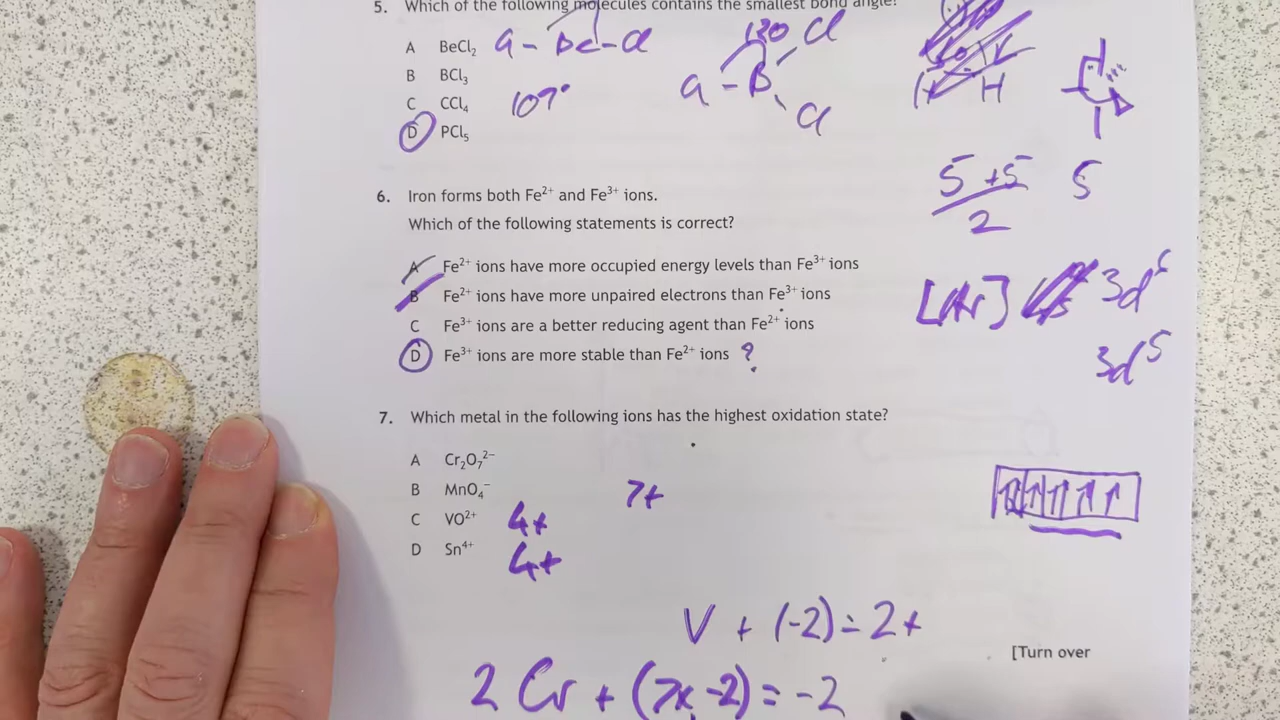 5. Which of the following molecules contains the smallest bond angle?
A BeCl₂ Cl - Be - Cl 120 Cl
B BCl₃ Cl - B
C CCl₄ 107° Cl H
D PCl₅
5 + 5 5
2
6. Iron forms both Fe²⁺ and Fe³⁺ ions.
Which of the following statements is correct?
A Fe²⁺ ions have more occupied energy levels than Fe³⁺ ions
B Fe²⁺ ions have more unpaired electrons than Fe³⁺ ions [Ar] 3d⁶
C Fe³⁺ ions are a better reducing agent than Fe²⁺ ions
D Fe³⁺ ions are more stable than Fe²⁺ ions ? 3d⁵
7. Which metal in the following ions has the highest oxidation state?
A Cr₂O₇²⁻
B MnO₄⁻ 7+
C VO²⁺ 4+
D Sn⁴⁺ 4+
V + (-2) = 2+
[Turn over
2 Cr + (7x-2) = -2